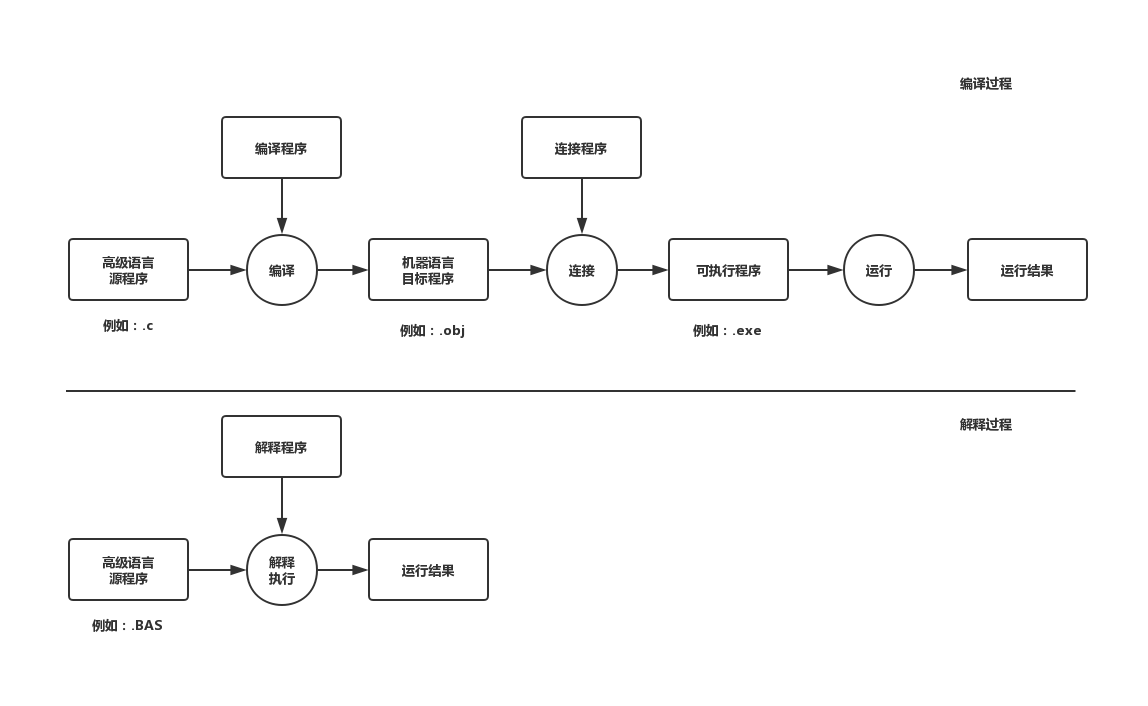 编译过程
编译程序
连接程序
高级语言
源程序
编译
机器语言
目标程序
连接
可执行程序
运行
运行结果
例如：.c
例如：.obj
例如：.exe
解释过程
解释程序
高级语言
源程序
解释
执行
运行结果
例如：.BAS